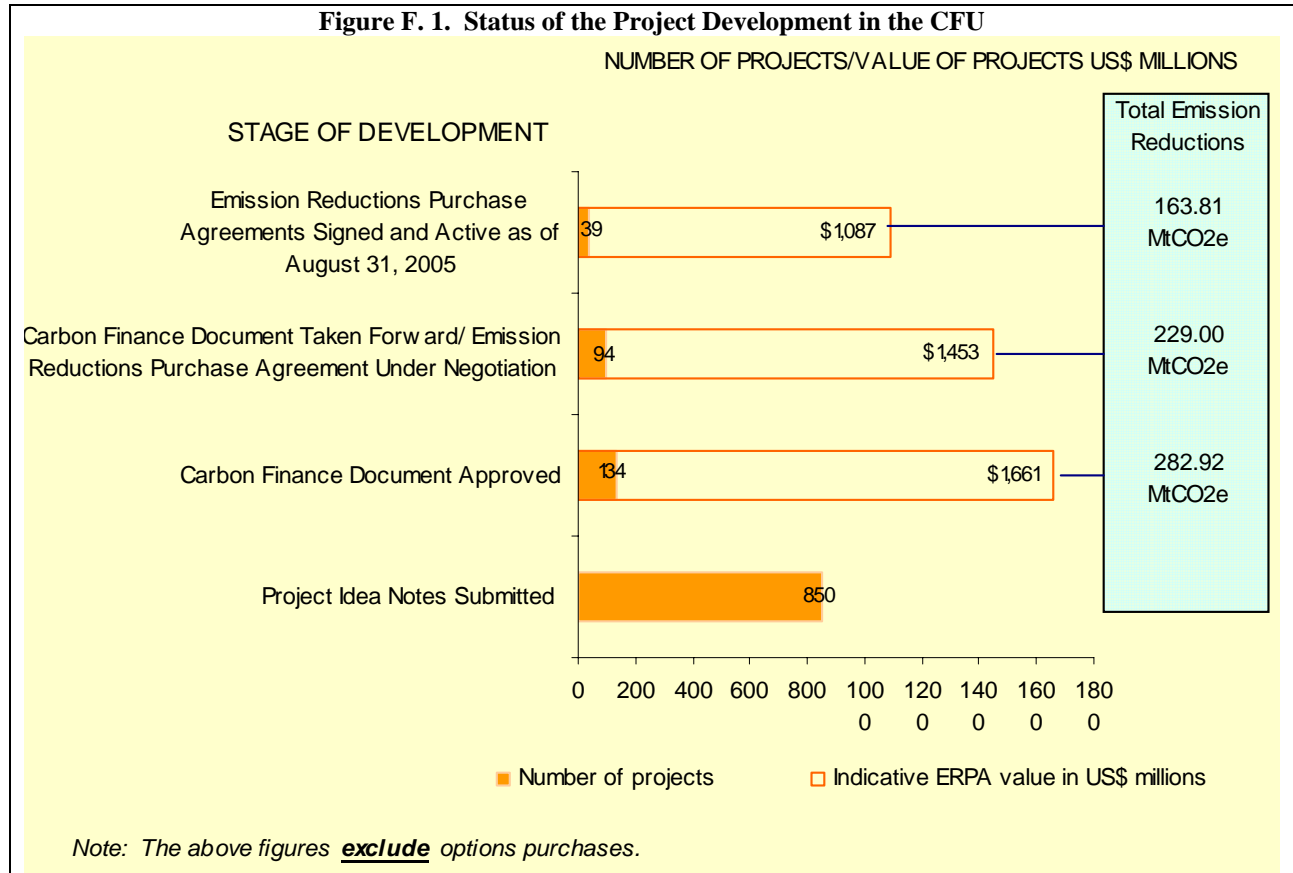 Figure F. 1.  Status of the Project Development in the CFU
NUMBER OF PROJECTS/VALUE OF PROJECTS US$ MILLIONS
STAGE OF DEVELOPMENT
Total Emission
Reductions
Emission Reductions Purchase
Agreements Signed and Active as of
August 31, 2005
39
$1,087
163.81
MtCO2e
Carbon Finance Document Taken Forward/ Emission
Reductions Purchase Agreement Under Negotiation
94
$1,453
229.00
MtCO2e
Carbon Finance Document Approved
134
$1,661
282.92
MtCO2e
Project Idea Notes Submitted
850
0 200 400 600 800 100 120 140 160 180
0 0 0 0 0
Number of projects
Indicative ERPA value in US$ millions
Note:  The above figures exclude options purchases.